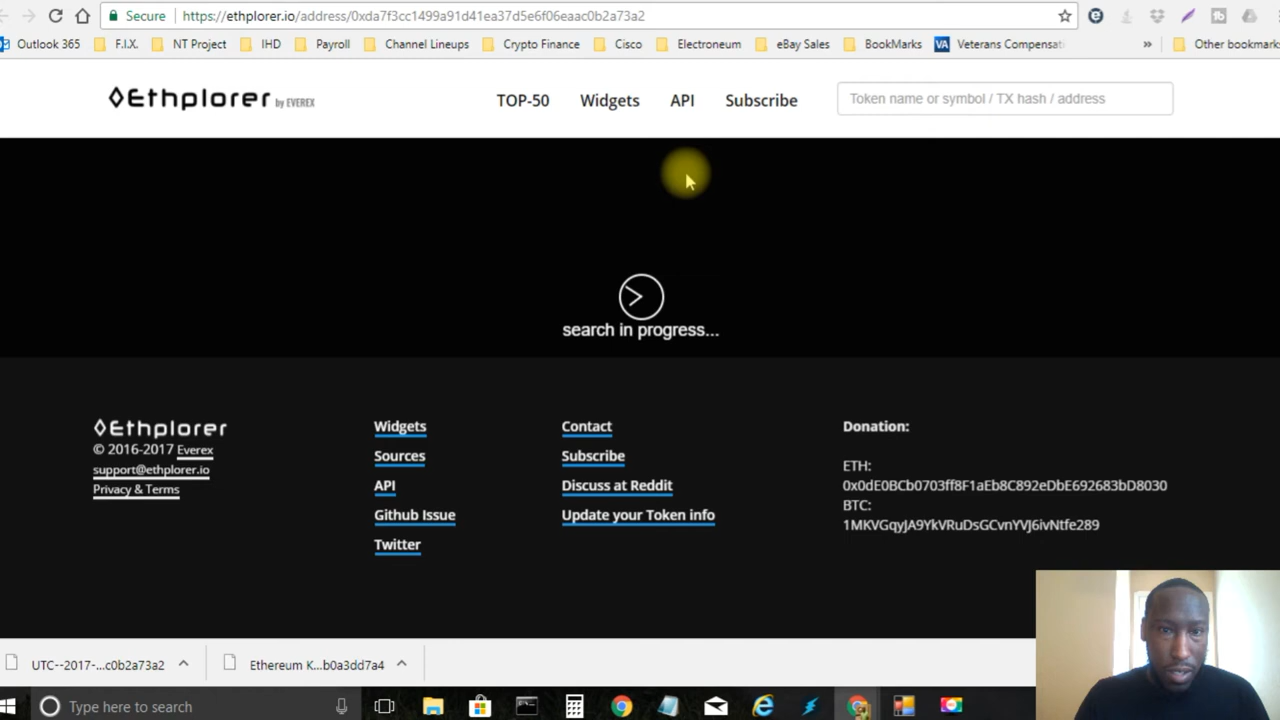 Secure https://ethplorer.io/address/0xda7f3cc1499a91d41ea37d5e6f06eaac0b2a73a2
Outlook 365 F.I.X. NT Project IHD Payroll Channel Lineups Crypto Finance Cisco Electroneum eBay Sales BookMarks VA Veterans Compensat » Other bookmarks
Ethplorer by EVEREX TOP-50 Widgets API Subscribe Token name or symbol / TX hash / address
search in progress...
Ethplorer
© 2016-2017 Everex
support@ethplorer.io
Privacy & Terms
Widgets
Sources
API
Github Issue
Twitter
Contact
Subscribe
Discuss at Reddit
Update your Token info
Donation:
ETH:
0x0dE0BCb0703ff8F1aEb8C892eDbE692683bD8030
BTC:
1MKVGqyJA9YkVRuDsGCvnYVJ6ivNtfe289
UTC--2017-...c0b2a73a2 Ethereum K...b0a3dd7a4
Type here to search